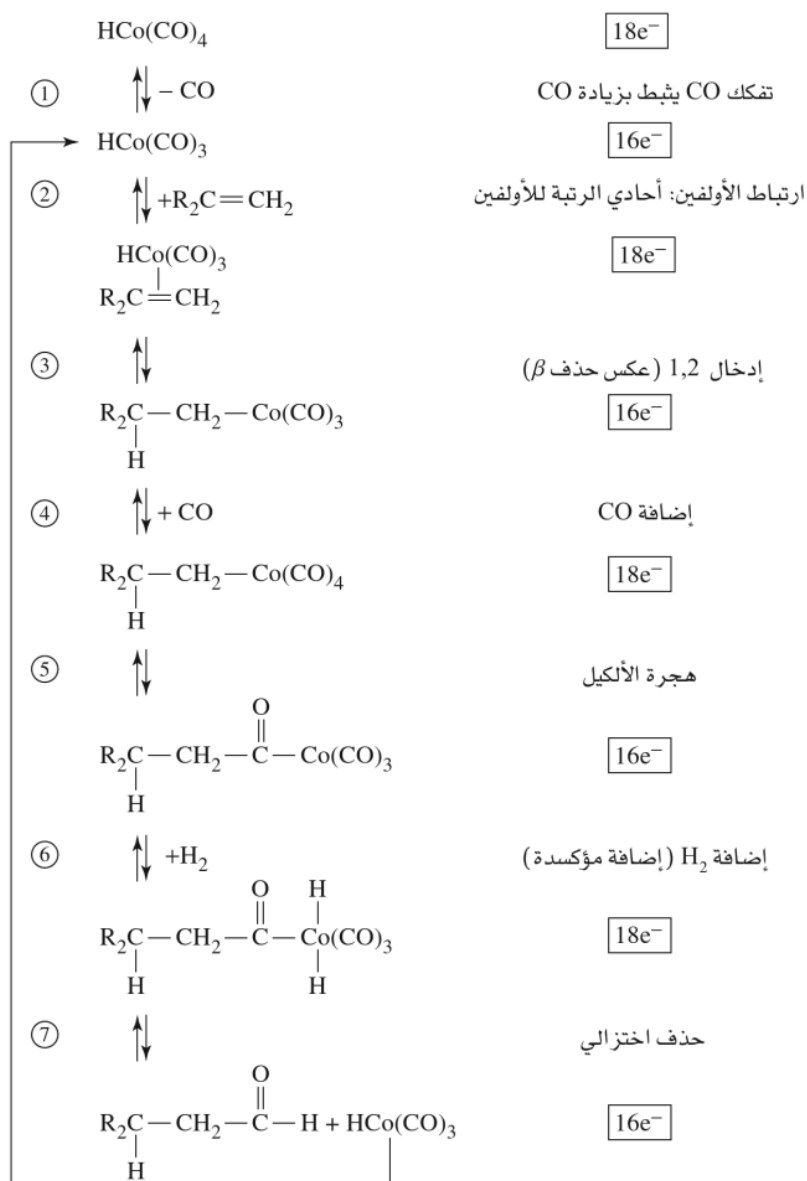 HCo(CO)₄ 18e⁻
① − CO تفكك CO يثبط بزيادة CO
HCo(CO)₃ 16e⁻
② +R₂C=CH₂ ارتباط الأولفين: أحادي الرتبة للأولفين
HCo(CO)₃ 18e⁻
R₂C=CH₂
③ إدخال 1,2 (عكس حذف β)
R₂C—CH₂—Co(CO)₃ 16e⁻
H
④ + CO إضافة CO
R₂C—CH₂—Co(CO)₄ 18e⁻
H
⑤ هجرة الألكيل
O
R₂C—CH₂—C—Co(CO)₃ 16e⁻
H
⑥ +H₂ إضافة H₂ (إضافة مؤكسدة)
O H
R₂C—CH₂—C—Co(CO)₃ 18e⁻
H H
⑦ حذف اختزالي
O
R₂C—CH₂—C—H + HCo(CO)₃ 16e⁻
H